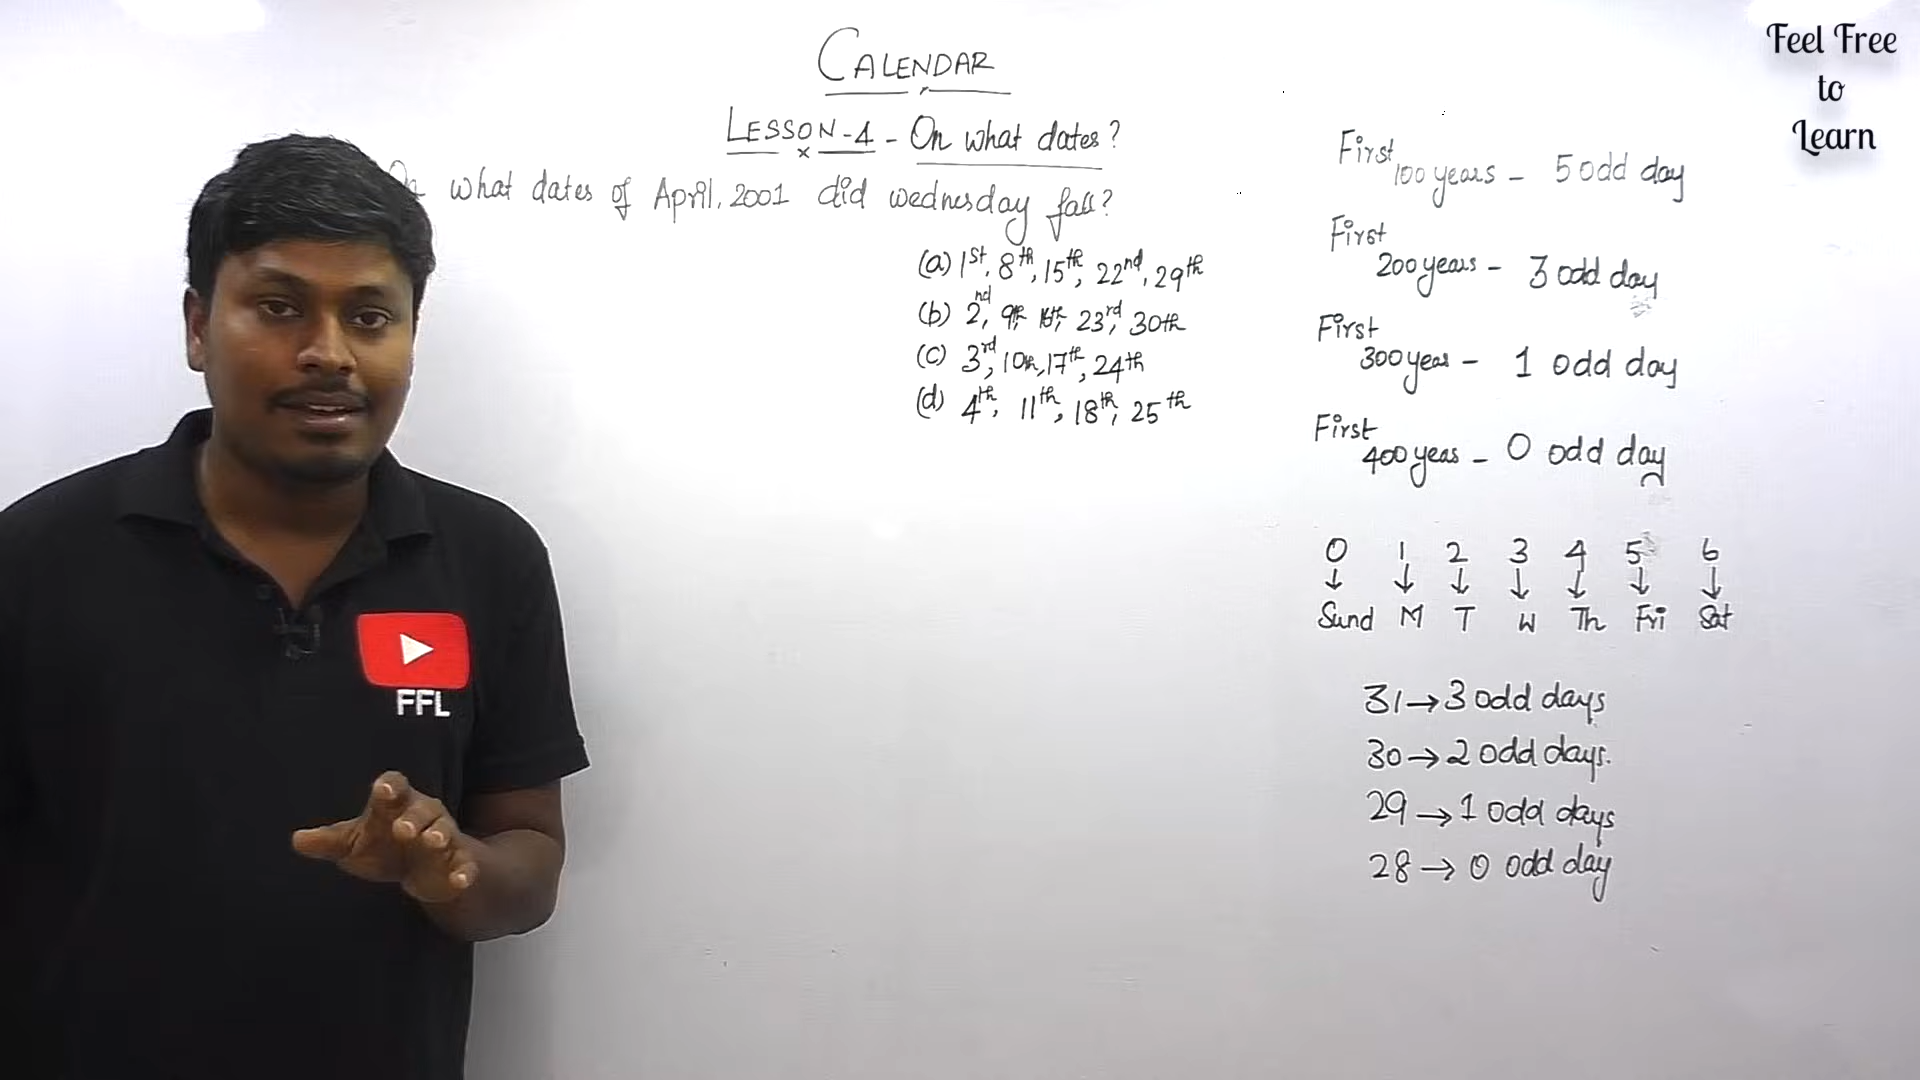 CALENDAR
LESSON-4 - On what dates?
what dates of April, 2001 did wednesday fall?
(a) 1st, 8th, 15th, 22nd, 29th
(b) 2nd, 9th, 16th, 23rd, 30th
(c) 3rd, 10th, 17th, 24th
(d) 4th, 11th, 18th, 25th
Feel Free
to
Learn
First
100 years - 5 odd day
First
200 years - 3 odd day
First
300 year - 1 odd day
First
400 yeas - 0 odd day
0 1 2 3 4 5 6
↓ ↓ ↓ ↓ ↓ ↓ ↓
Sund M T W Th Fri Sat
31 → 3 odd days
30 → 2 odd days.
29 → 1 odd days
28 → 0 odd day
FFL